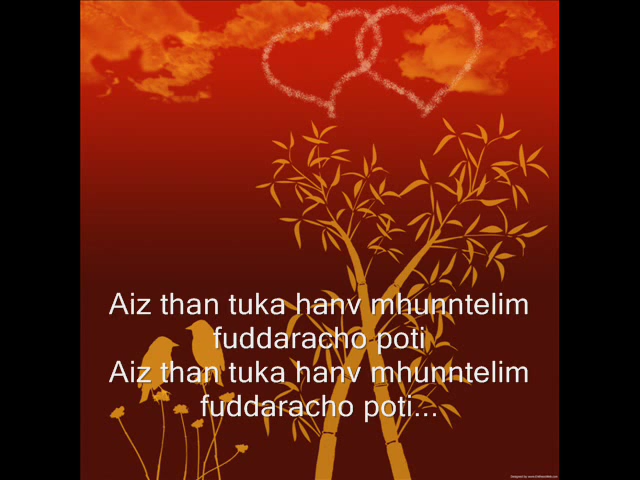 Aiz than tuka hanv mhunntelim
fuddaracho poti
Aiz than tuka hanv mhunntelim
fuddaracho poti...